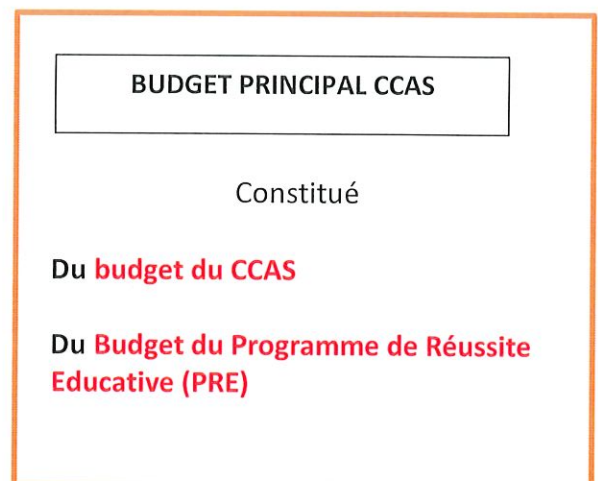 BUDGET PRINCIPAL CCAS
Constitué
Du budget du CCAS
Du Budget du Programme de Réussite
Educative (PRE)